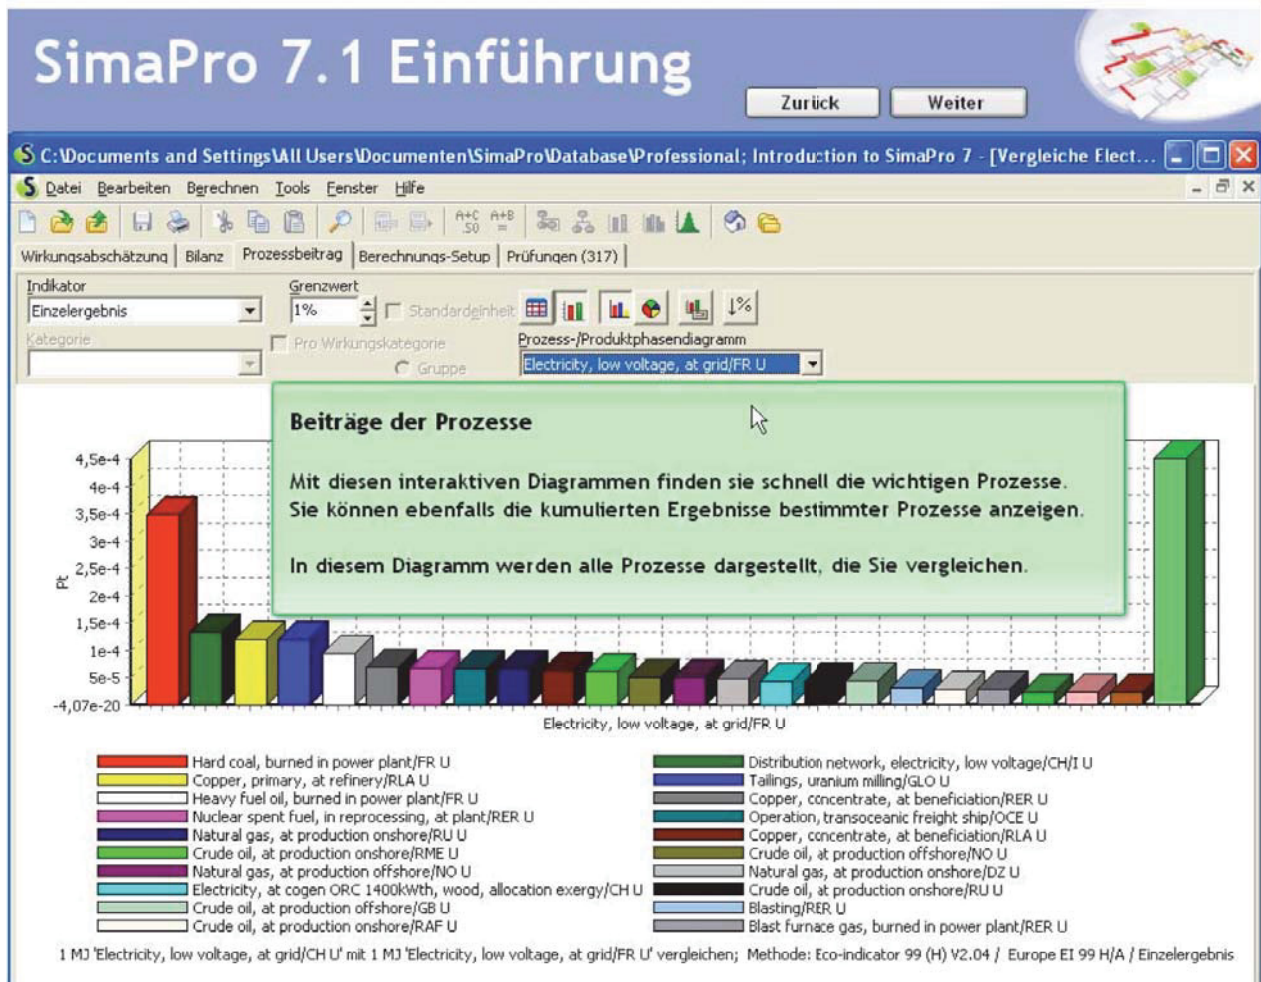 SimaPro 7.1 Einführung
Zurück
Weiter
C:\Documents and Settings\All Users\Documenten\SimaPro\Database\Professional; Introduction to SimaPro 7 - [Vergleiche Elect...
Datei Bearbeiten Berechnen Tools Fenster Hilfe
Wirkungsabschätzung Bilanz Prozessbeitrag Berechnungs-Setup Prüfungen (317)
Indikator
Grenzwert
Einzelergebnis
1%
Standardeinheit
Kategorie
Pro Wirkungskategorie
Prozess-/Produktphasendiagramm
Gruppe
Electricity, low voltage, at grid/FR U
Beiträge der Prozesse
Mit diesen interaktiven Diagrammen finden sie schnell die wichtigen Prozesse.
Sie können ebenfalls die kumulierten Ergebnisse bestimmter Prozesse anzeigen.
In diesem Diagramm werden alle Prozesse dargestellt, die Sie vergleichen.
Pt
4,5e-4
4e-4
3,5e-4
3e-4
2,5e-4
2e-4
1,5e-4
1e-4
5e-5
-4,07e-20
Electricity, low voltage, at grid/FR U
Hard coal, burned in power plant/FR U
Distribution network, electricity, low voltage/CH/I U
Copper, primary, at refinery/RLA U
Tailings, uranium milling/GLO U
Heavy fuel oil, burned in power plant/FR U
Copper, concentrate, at beneficiation/RER U
Nuclear spent fuel, in reprocessing, at plant/RER U
Operation, transoceanic freight ship/OCE U
Natural gas, at production onshore/RU U
Copper, concentrate, at beneficiation/RLA U
Crude oil, at production onshore/RME U
Crude oil, at production offshore/NO U
Natural gas, at production offshore/NO U
Natural gas, at production onshore/DZ U
Electricity, at cogen ORC 1400kWth, wood, allocation exergy/CH U
Crude oil, at production onshore/RU U
Crude oil, at production offshore/GB U
Blasting/RER U
Crude oil, at production onshore/RAF U
Blast furnace gas, burned in power plant/RER U
1 MJ 'Electricity, low voltage, at grid/CH U' mit 1 MJ 'Electricity, low voltage, at grid/FR U' vergleichen; Methode: Eco-indicator 99 (H) V2.04 / Europe EI 99 H/A / Einzelergebnis